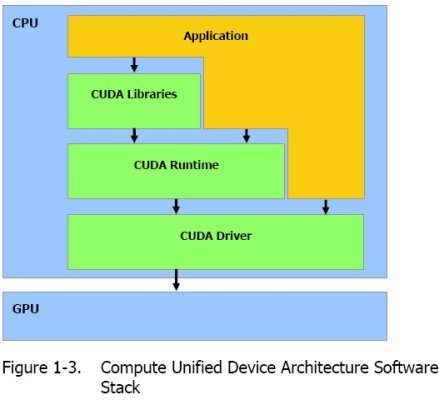 CPU
Application
CUDA Libraries
CUDA Runtime
CUDA Driver
GPU
Figure 1-3. Compute Unified Device Architecture Software
Stack